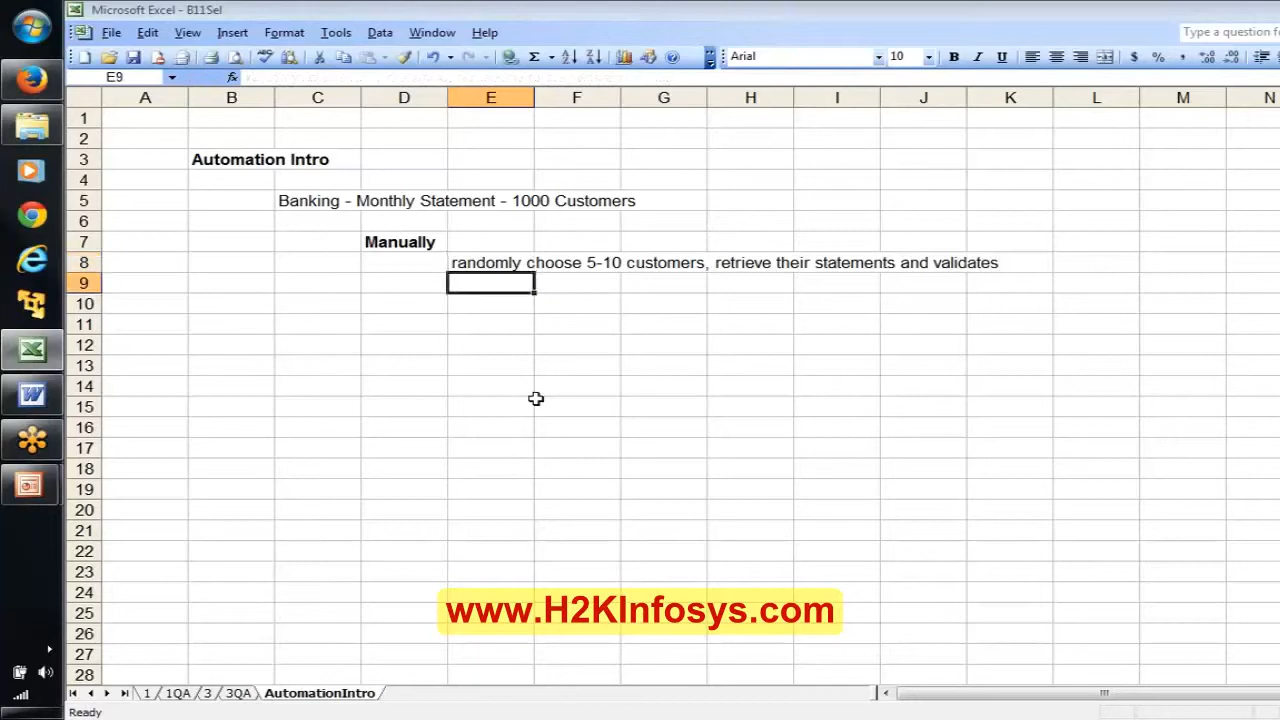 Microsoft Excel - B11Sel
File Edit View Insert Format Tools Data Window Help
Type a question fo
Arial 10 B I U $ % ,
E9 fx
A B C D E F G H I J K L M N
1
2
3 Automation Intro
4
5 Banking - Monthly Statement - 1000 Customers
6
7 Manually
8 randomly choose 5-10 customers, retrieve their statements and validates
9
10
11
12
13
14
15
16
17
18
19
20
21
22
23
24
25
26
27
28
www.H2KInfosys.com
1 1QA 3 3QA AutomationIntro
Ready